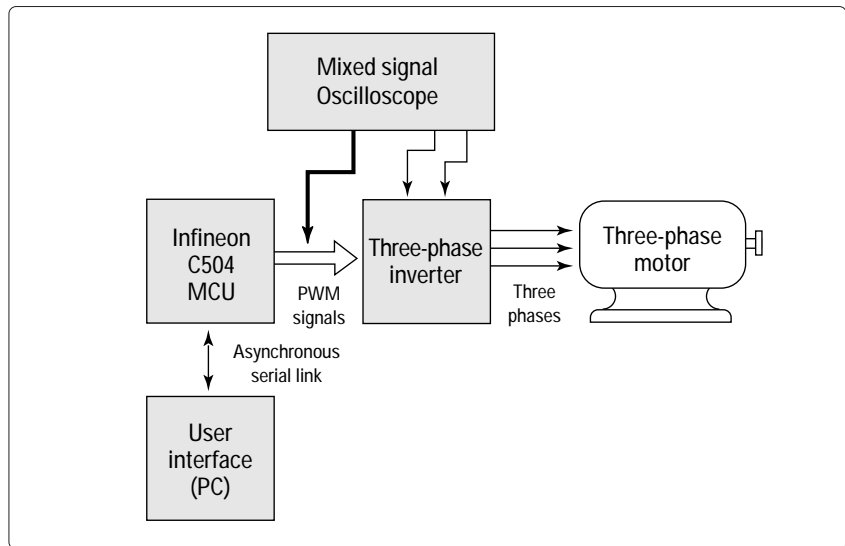 Mixed signal
Oscilloscope
Infineon
C504
MCU
PWM
signals
Three-phase
inverter
Three
phases
Three-phase
motor
Asynchronous
serial link
User
interface
(PC)